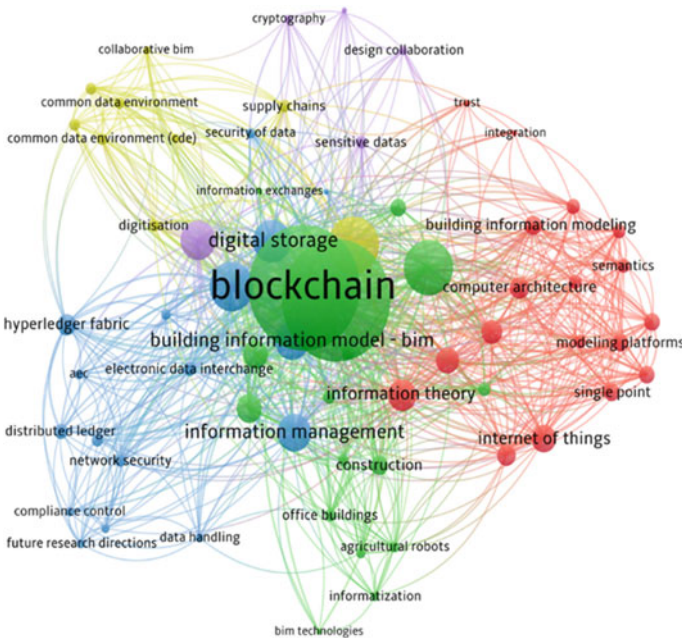 cryptography
collaborative bim
design collaboration
common data environment
supply chains
trust
common data environment (cde)
security of data
sensitive datas
integration
information exchanges
digitisation
digital storage
building information modeling
semantics
blockchain
computer architecture
hyperledger fabric
building information model - bim
modeling platforms
aec
electronic data interchange
information theory
single point
distributed ledger
information management
internet of things
network security
construction
compliance control
office buildings
future research directions
data handling
agricultural robots
informatization
bim technologies